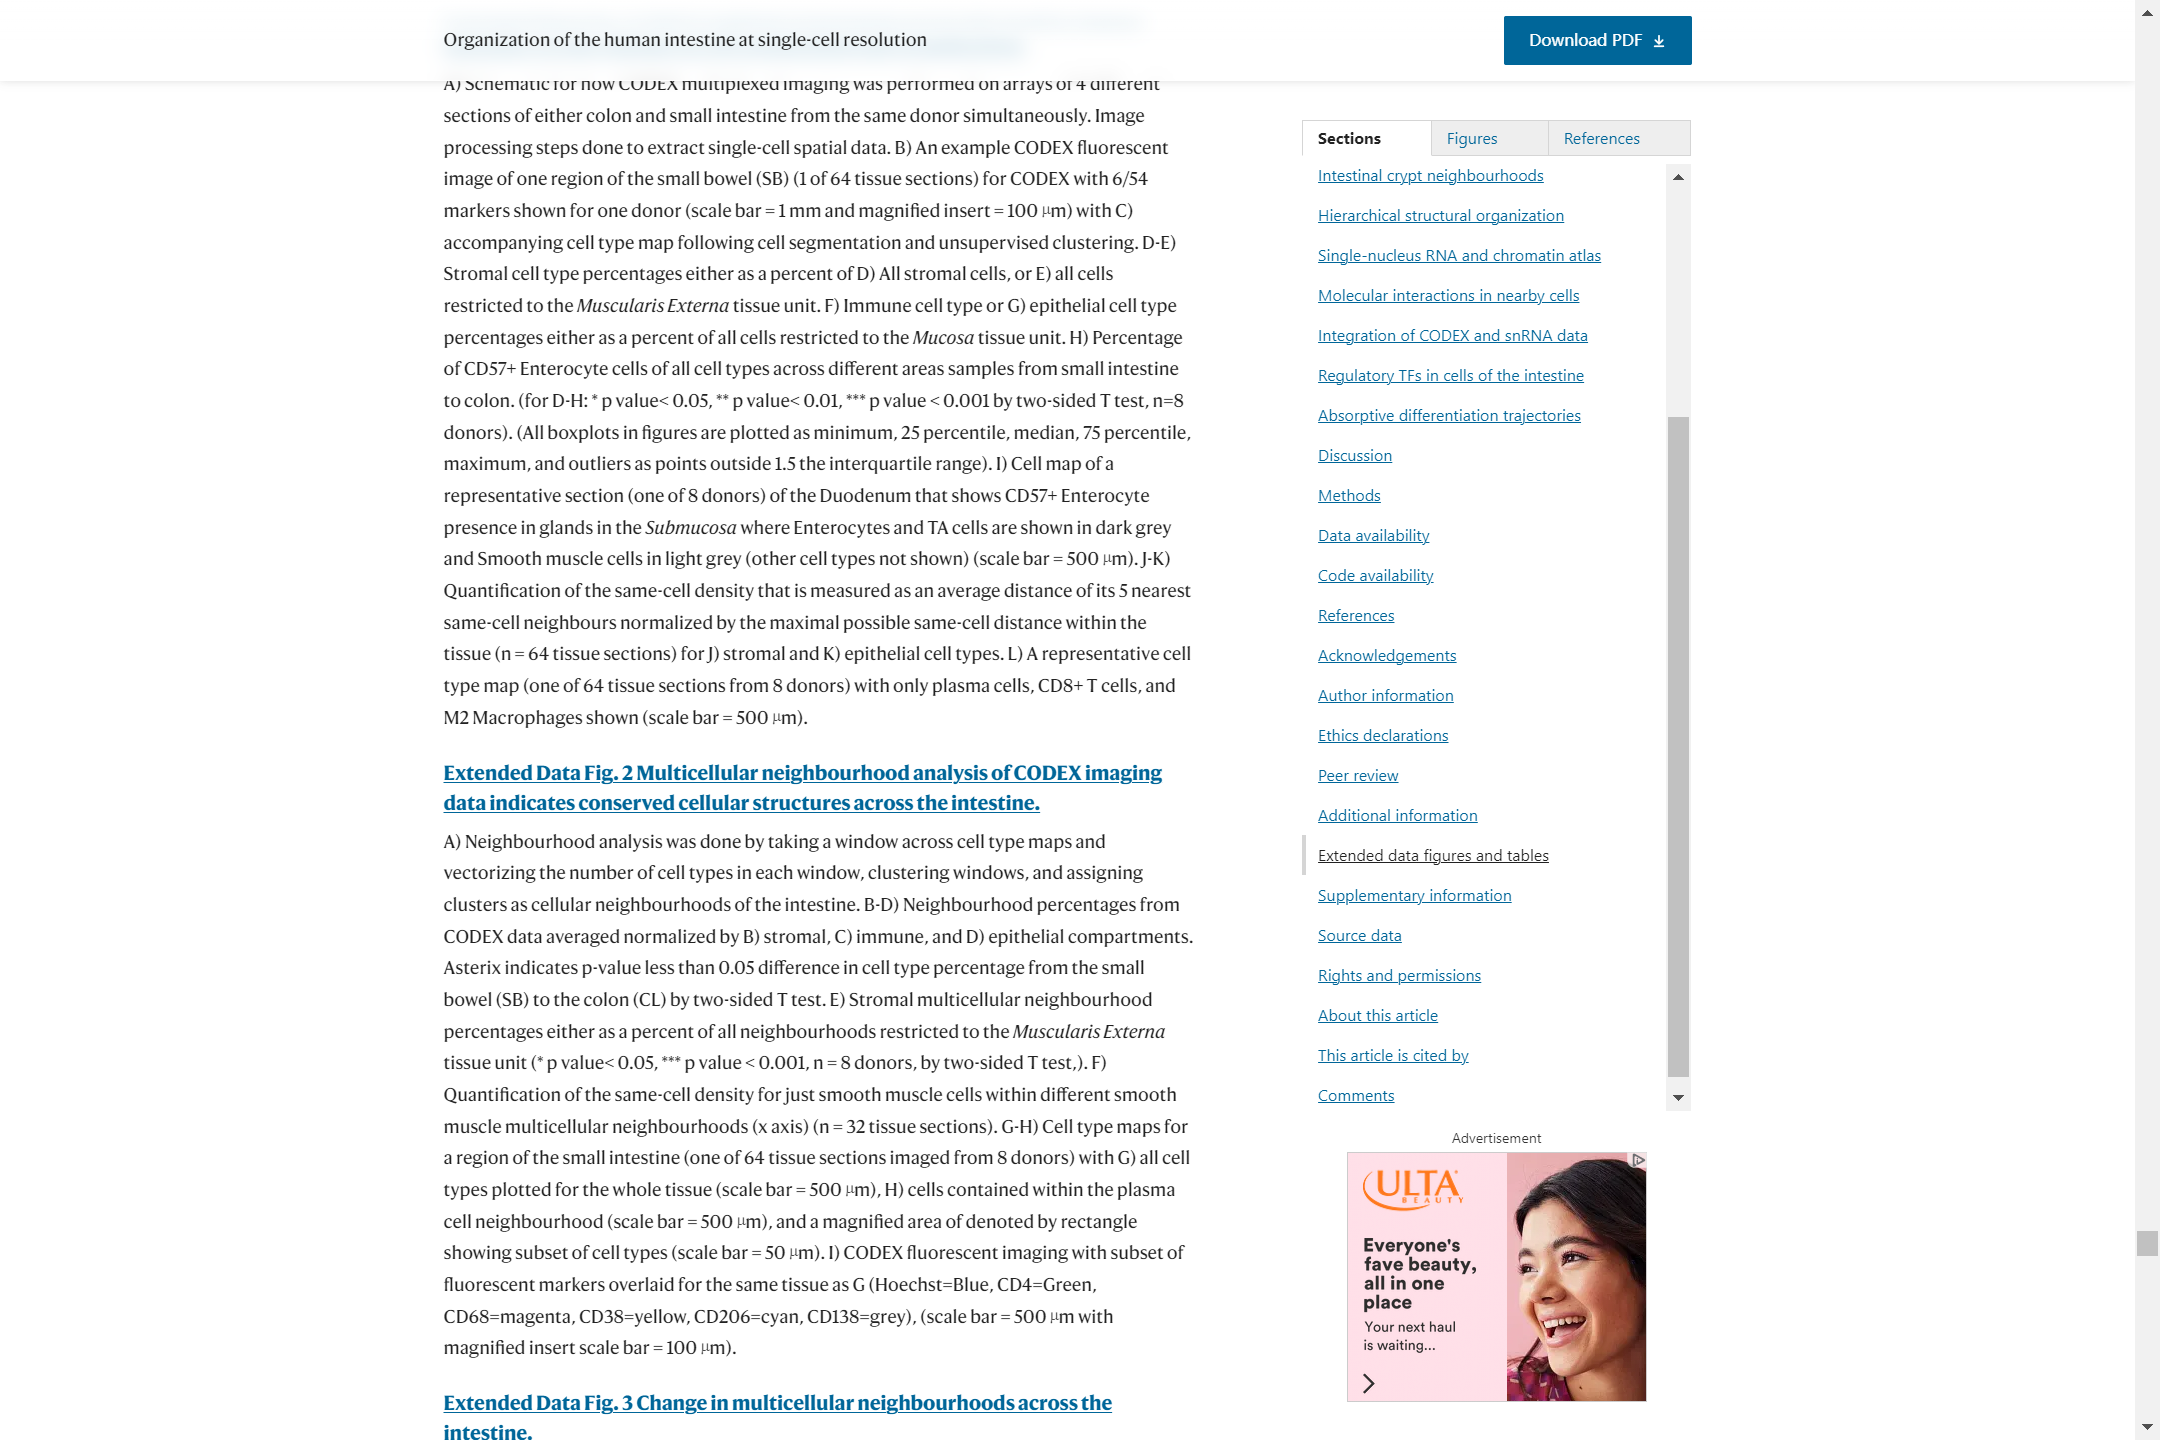 Organization of the human intestine at single-cell resolution
Download PDF
A) Schematic for how CODEX multiplexed imaging was performed on arrays of 4 different
sections of either colon and small intestine from the same donor simultaneously. Image
processing steps done to extract single-cell spatial data. B) An example CODEX fluorescent
image of one region of the small bowel (SB) (1 of 64 tissue sections) for CODEX with 6/54
markers shown for one donor (scale bar = 1 mm and magnified insert = 100 μm) with C)
accompanying cell type map following cell segmentation and unsupervised clustering. D-E)
Stromal cell type percentages either as a percent of D) All stromal cells, or E) all cells
restricted to the Muscularis Externa tissue unit. F) Immune cell type or G) epithelial cell type
percentages either as a percent of all cells restricted to the Mucosa tissue unit. H) Percentage
of CD57+ Enterocyte cells of all cell types across different areas samples from small intestine
to colon. (for D-H: * p value< 0.05, ** p value< 0.01, *** p value < 0.001 by two-sided T test, n=8
donors). (All boxplots in figures are plotted as minimum, 25 percentile, median, 75 percentile,
maximum, and outliers as points outside 1.5 the interquartile range). I) Cell map of a
representative section (one of 8 donors) of the Duodenum that shows CD57+ Enterocyte
presence in glands in the Submucosa where Enterocytes and TA cells are shown in dark grey
and Smooth muscle cells in light grey (other cell types not shown) (scale bar = 500 μm). J-K)
Quantification of the same-cell density that is measured as an average distance of its 5 nearest
same-cell neighbours normalized by the maximal possible same-cell distance within the
tissue (n = 64 tissue sections) for J) stromal and K) epithelial cell types. L) A representative cell
type map (one of 64 tissue sections from 8 donors) with only plasma cells, CD8+ T cells, and
M2 Macrophages shown (scale bar = 500 μm).
Extended Data Fig. 2 Multicellular neighbourhood analysis of CODEX imaging
data indicates conserved cellular structures across the intestine.
A) Neighbourhood analysis was done by taking a window across cell type maps and
vectorizing the number of cell types in each window, clustering windows, and assigning
clusters as cellular neighbourhoods of the intestine. B-D) Neighbourhood percentages from
CODEX data averaged normalized by B) stromal, C) immune, and D) epithelial compartments.
Asterix indicates p-value less than 0.05 difference in cell type percentage from the small
bowel (SB) to the colon (CL) by two-sided T test. E) Stromal multicellular neighbourhood
percentages either as a percent of all neighbourhoods restricted to the Muscularis Externa
tissue unit (* p value< 0.05, *** p value < 0.001, n = 8 donors, by two-sided T test,). F)
Quantification of the same-cell density for just smooth muscle cells within different smooth
muscle multicellular neighbourhoods (x axis) (n = 32 tissue sections). G-H) Cell type maps for
a region of the small intestine (one of 64 tissue sections imaged from 8 donors) with G) all cell
types plotted for the whole tissue (scale bar = 500 μm), H) cells contained within the plasma
cell neighbourhood (scale bar = 500 μm), and a magnified area of denoted by rectangle
showing subset of cell types (scale bar = 50 μm). I) CODEX fluorescent imaging with subset of
fluorescent markers overlaid for the same tissue as G (Hoechst=Blue, CD4=Green,
CD68=magenta, CD38=yellow, CD206=cyan, CD138=grey), (scale bar = 500 μm with
magnified insert scale bar = 100 μm).
Extended Data Fig. 3 Change in multicellular neighbourhoods across the
intestine.
Sections
Figures
References
Intestinal crypt neighbourhoods
Hierarchical structural organization
Single-nucleus RNA and chromatin atlas
Molecular interactions in nearby cells
Integration of CODEX and snRNA data
Regulatory TFs in cells of the intestine
Absorptive differentiation trajectories
Discussion
Methods
Data availability
Code availability
References
Acknowledgements
Author information
Ethics declarations
Peer review
Additional information
Extended data figures and tables
Supplementary information
Source data
Rights and permissions
About this article
This article is cited by
Comments
Advertisement
ULTA
BEAUTY
Everyone's
fave beauty,
all in one
place
Your next haul
is waiting...